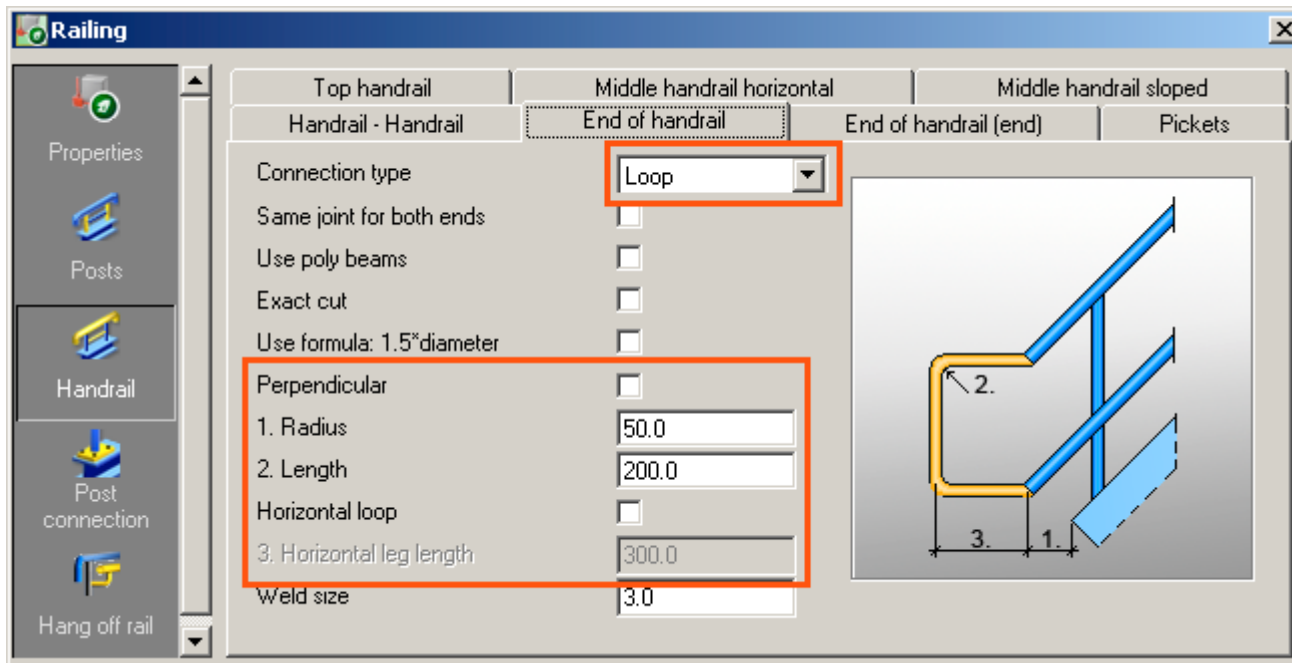 Railing
Properties
Posts
Handrail
Post
connection
Hang off rail
Top handrail
Middle handrail horizontal
Middle handrail sloped
Handrail - Handrail
End of handrail
End of handrail (end)
Pickets
Connection type
Loop
Same joint for both ends
Use poly beams
Exact cut
Use formula: 1.5*diameter
Perpendicular
1. Radius
50.0
2. Length
200.0
Horizontal loop
3. Horizontal leg length
300.0
Weld size
3.0
2.
3.
1.